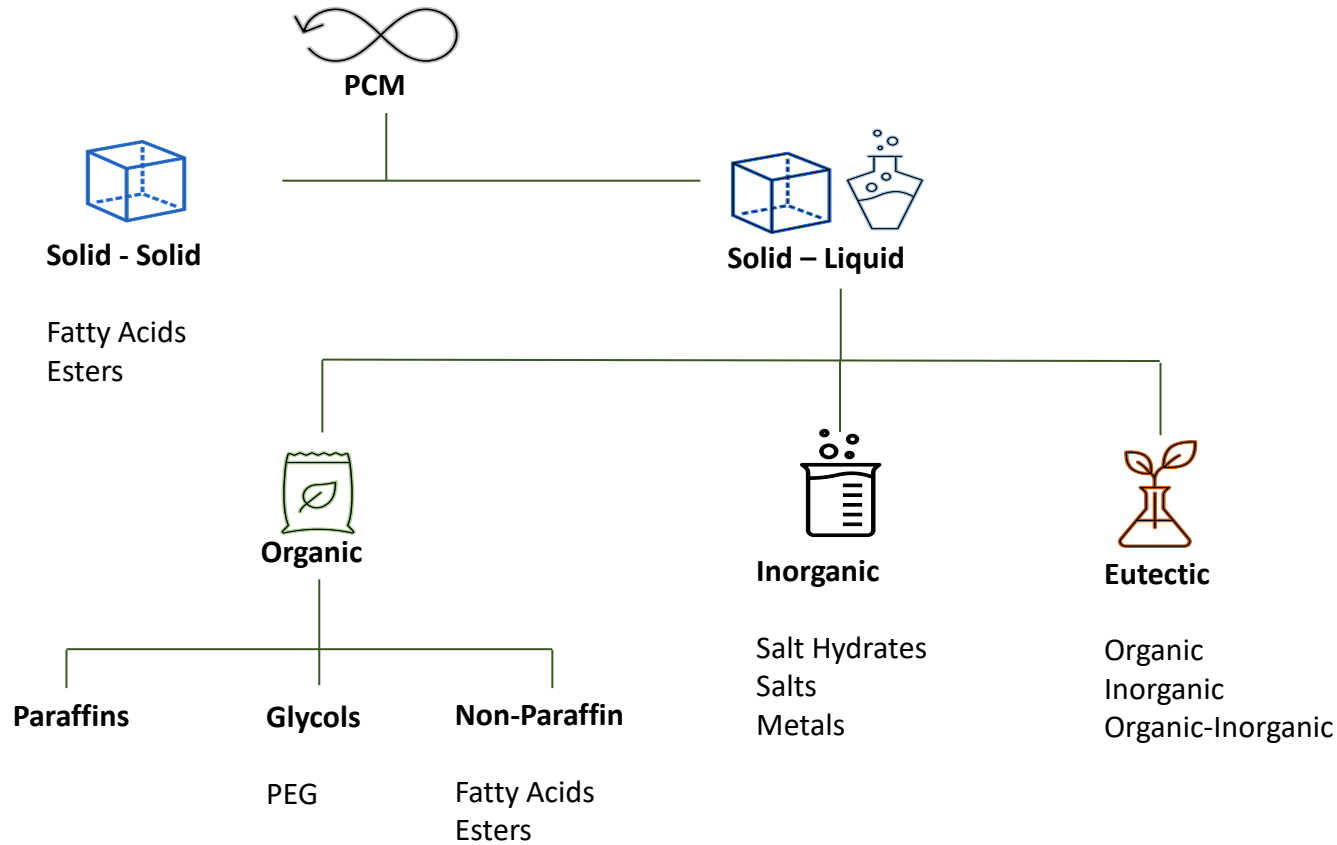 PCM
Solid - Solid
Fatty Acids
Esters
Solid – Liquid
Organic
Paraffins
Glycols
PEG
Non-Paraffin
Fatty Acids
Esters
Inorganic
Salt Hydrates
Salts
Metals
Eutectic
Organic
Inorganic
Organic-Inorganic